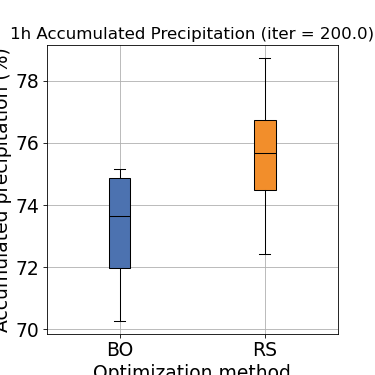 1h Accumulated Precipitation (iter = 200.0)
Accumulated precipitation (%)
78
76
74
72
70
BO RS
Optimization method